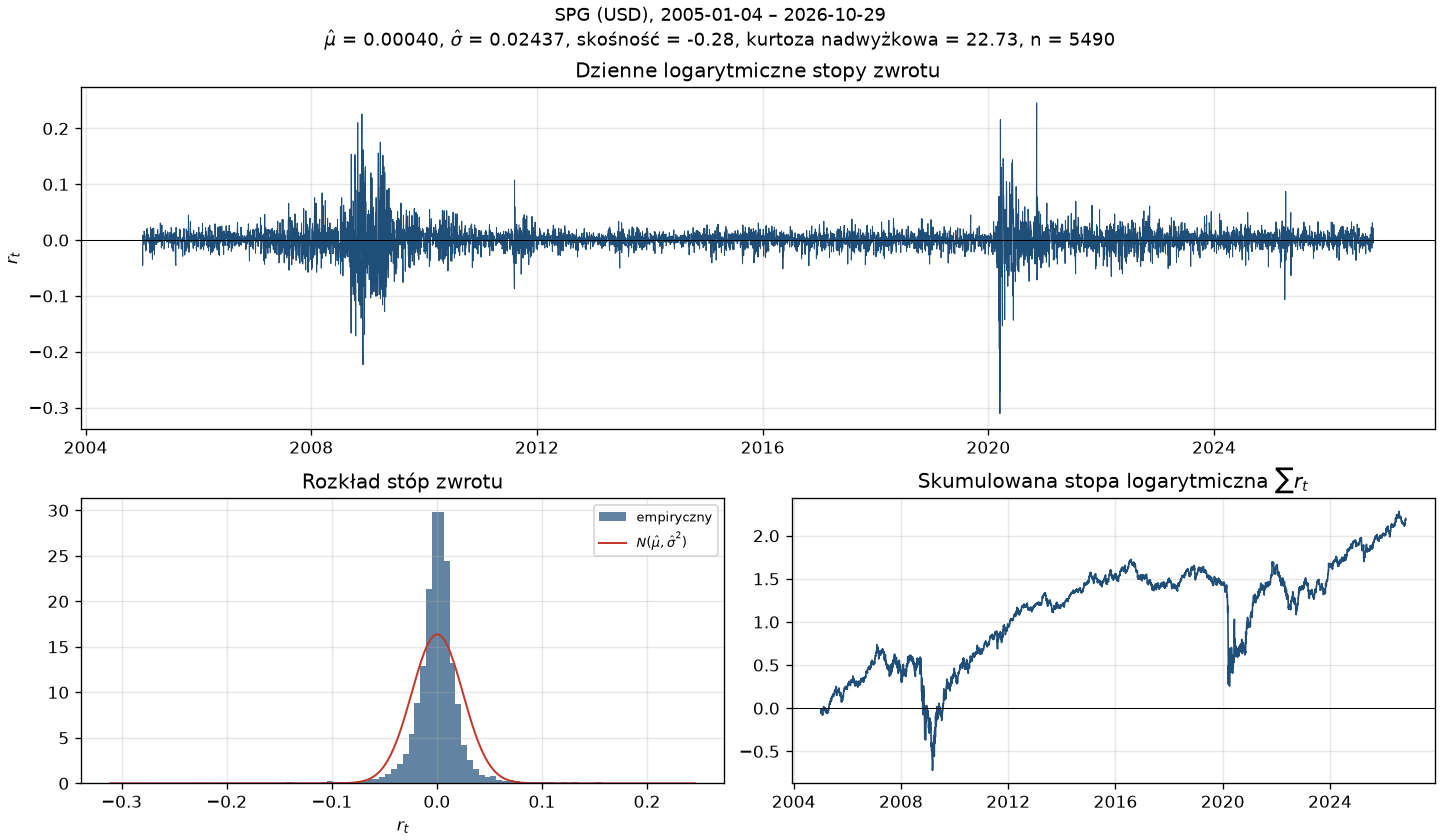 SPG (USD), 2005-01-04 – 2026-10-29
μ̂ = 0.00040, σ̂ = 0.02437, skośność = -0.28, kurtoza nadwyżkowa = 22.73, n = 5490
Dzienne logarytmiczne stopy zwrotu
0.2
0.1
0.0
−0.1
−0.2
−0.3
r_t
2004 2008 2012 2016 2020 2024
Rozkład stóp zwrotu
30
25
20
15
10
5
0
empiryczny
N(μ̂, σ̂²)
−0.3 −0.2 −0.1 0.0 0.1 0.2
r_t
Skumulowana stopa logarytmiczna ∑r_t
2.0
1.5
1.0
0.5
0.0
−0.5
2004 2008 2012 2016 2020 2024